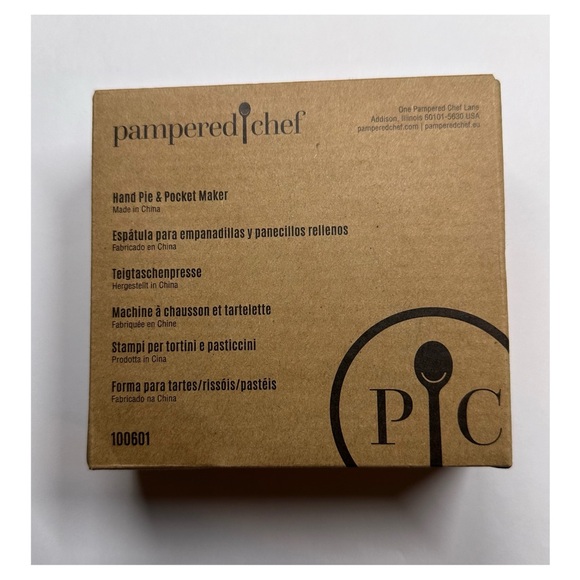 pampered chef
One Pampered Chef Lane
Addison, Illinois 60101-5630 USA
pamperedchef.com | pamperedchef.eu
Hand Pie & Pocket Maker
Made in China
Espátula para empanadillas y panecillos rellenos
Fabricado en China
Teigtaschenpresse
Hergestellt in China
Machine à chausson et tartelette
Fabriquée en Chine
Stampi per tortini e pasticcini
Prodotta in Cina
Forma para tartes/rissóis/pastéis
Fabricado na China
100601
P C